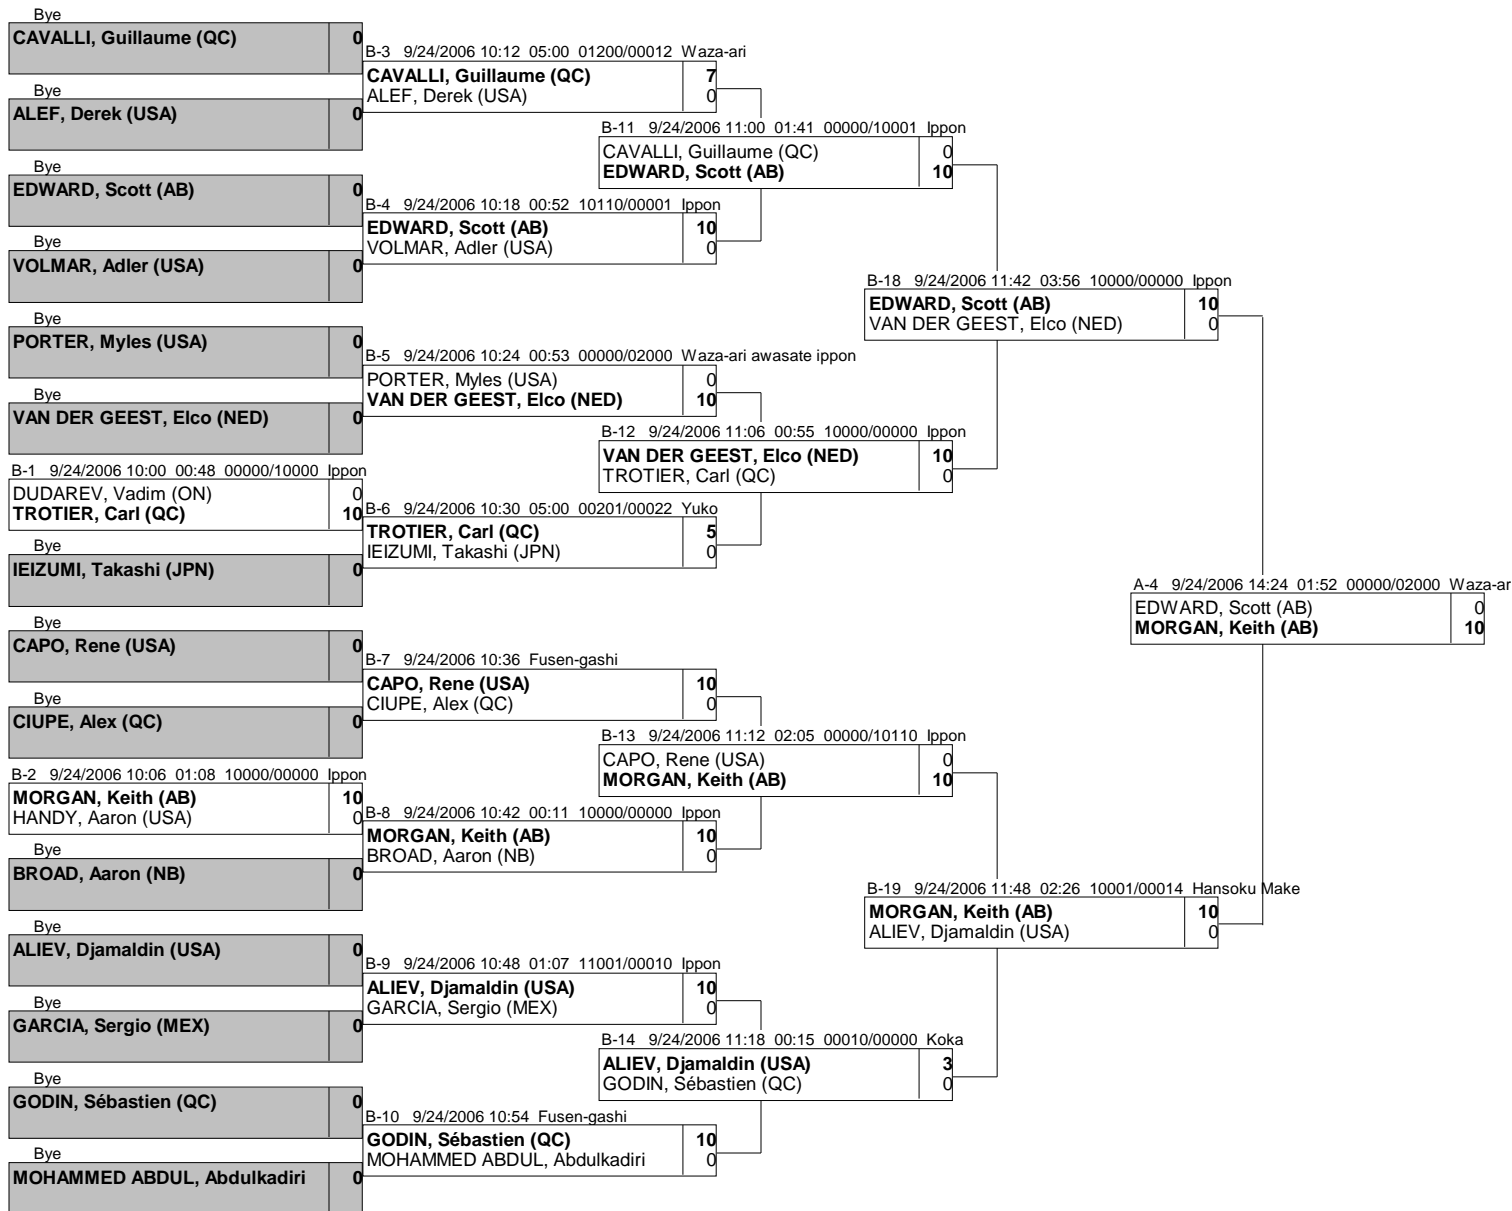 Bye
CAVALLI, Guillaume (QC) 0
Bye
ALEF, Derek (USA) 0
Bye
EDWARD, Scott (AB) 0
Bye
VOLMAR, Adler (USA) 0
Bye
PORTER, Myles (USA) 0
Bye
VAN DER GEEST, Elco (NED) 0
B-1 9/24/2006 10:00 00:48 00000/10000 Ippon
DUDAREV, Vadim (ON) 0
TROTIER, Carl (QC) 10
Bye
IEIZUMI, Takashi (JPN) 0
Bye
CAPO, Rene (USA) 0
Bye
CIUPE, Alex (QC) 0
B-2 9/24/2006 10:06 01:08 10000/00000 Ippon
MORGAN, Keith (AB) 10
HANDY, Aaron (USA) 0
Bye
BROAD, Aaron (NB) 0
Bye
ALIEV, Djamaldin (USA) 0
Bye
GARCIA, Sergio (MEX) 0
Bye
GODIN, Sébastien (QC) 0
Bye
MOHAMMED ABDUL, Abdulkadiri 0
B-3 9/24/2006 10:12 05:00 01200/00012 Waza-ari
CAVALLI, Guillaume (QC) 7
ALEF, Derek (USA) 0
B-4 9/24/2006 10:18 00:52 10110/00001 Ippon
EDWARD, Scott (AB) 10
VOLMAR, Adler (USA) 0
B-5 9/24/2006 10:24 00:53 00000/02000 Waza-ari awasate ippon
PORTER, Myles (USA) 0
VAN DER GEEST, Elco (NED) 10
B-6 9/24/2006 10:30 05:00 00201/00022 Yuko
TROTIER, Carl (QC) 5
IEIZUMI, Takashi (JPN) 0
B-7 9/24/2006 10:36 Fusen-gashi
CAPO, Rene (USA) 10
CIUPE, Alex (QC) 0
B-8 9/24/2006 10:42 00:11 10000/00000 Ippon
MORGAN, Keith (AB) 10
BROAD, Aaron (NB) 0
B-9 9/24/2006 10:48 01:07 11001/00010 Ippon
ALIEV, Djamaldin (USA) 10
GARCIA, Sergio (MEX) 0
B-10 9/24/2006 10:54 Fusen-gashi
GODIN, Sébastien (QC) 10
MOHAMMED ABDUL, Abdulkadiri 0
B-11 9/24/2006 11:00 01:41 00000/10001 Ippon
CAVALLI, Guillaume (QC) 0
EDWARD, Scott (AB) 10
B-12 9/24/2006 11:06 00:55 10000/00000 Ippon
VAN DER GEEST, Elco (NED) 10
TROTIER, Carl (QC) 0
B-13 9/24/2006 11:12 02:05 00000/10110 Ippon
CAPO, Rene (USA) 0
MORGAN, Keith (AB) 10
B-14 9/24/2006 11:18 00:15 00010/00000 Koka
ALIEV, Djamaldin (USA) 3
GODIN, Sébastien (QC) 0
B-18 9/24/2006 11:42 03:56 10000/00000 Ippon
EDWARD, Scott (AB) 10
VAN DER GEEST, Elco (NED) 0
B-19 9/24/2006 11:48 02:26 10001/00014 Hansoku Make
MORGAN, Keith (AB) 10
ALIEV, Djamaldin (USA) 0
A-4 9/24/2006 14:24 01:52 00000/02000 Waza-ar
EDWARD, Scott (AB) 0
MORGAN, Keith (AB) 10